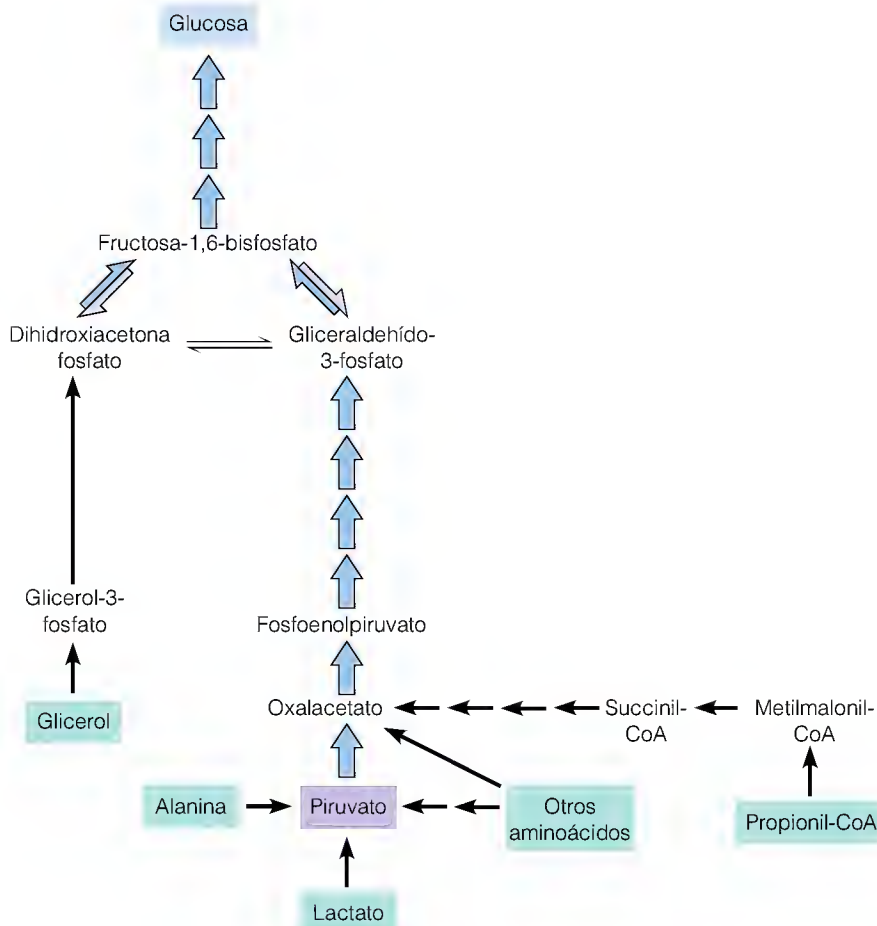 Glucosa
Fructosa-1,6-bisfosfato
Dihidroxiacetona
fosfato
Gliceraldehído-
3-fosfato
Glicerol-3-
fosfato
Fosfoenolpiruvato
Glicerol
Oxalacetato
Succinil-
CoA
Metilmalonil-
CoA
Alanina
Piruvato
Otros
aminoácidos
Propionil-CoA
Lactato